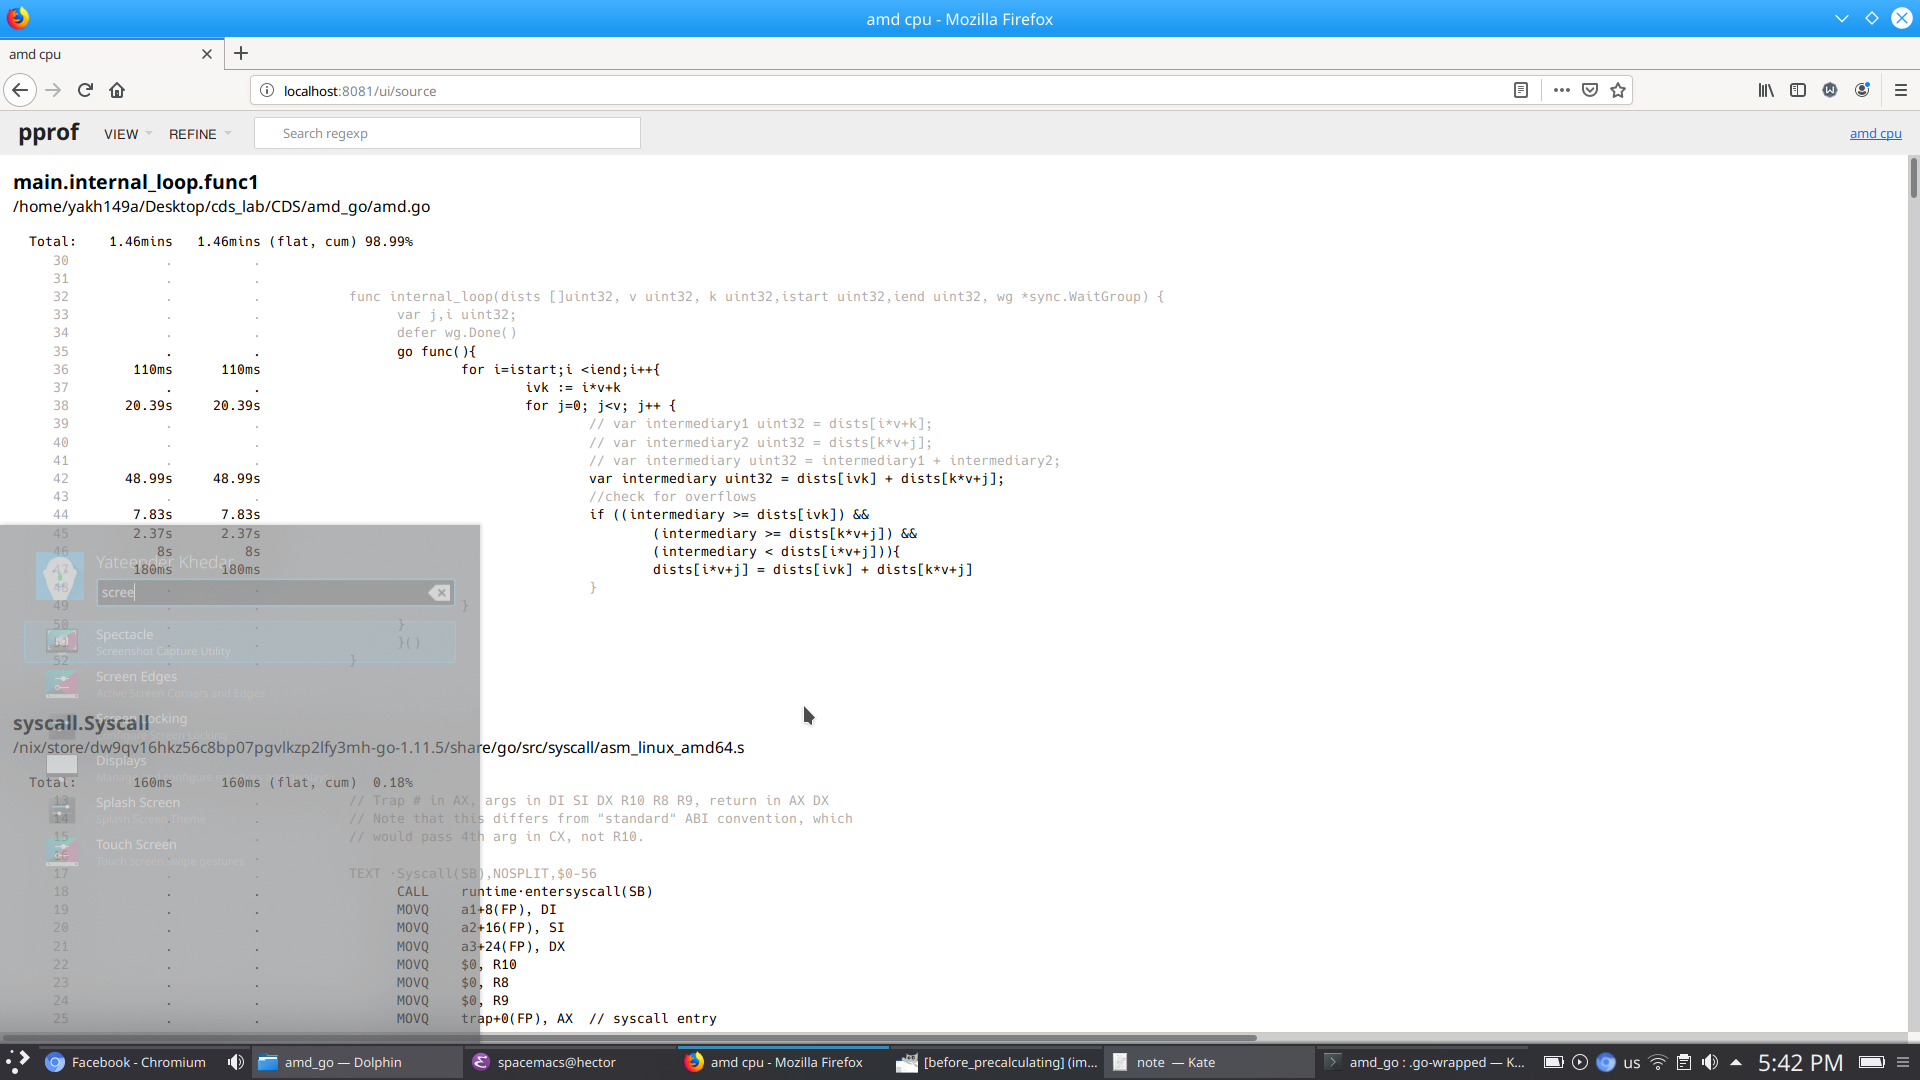 amd cpu - Mozilla Firefox
amd cpu
localhost:8081/ui/source
pprof VIEW REFINE Search regexp amd cpu
main.internal_loop.func1
/home/yakh149a/Desktop/cds_lab/CDS/amd_go/amd.go
Total: 1.46mins 1.46mins (flat, cum) 98.99%
30 . .
31 . .
32 . . func internal_loop(dists []uint32, v uint32, k uint32,istart uint32,iend uint32, wg *sync.WaitGroup) {
33 . . var j,i uint32;
34 . . defer wg.Done()
35 . . go func(){
36 110ms 110ms for i=istart;i <iend;i++{
37 . . ivk := i*v+k
38 20.39s 20.39s for j=0; j<v; j++ {
39 . . // var intermediary1 uint32 = dists[i*v+k];
40 . . // var intermediary2 uint32 = dists[k*v+j];
41 . . // var intermediary uint32 = intermediary1 + intermediary2;
42 48.99s 48.99s var intermediary uint32 = dists[ivk] + dists[k*v+j];
43 . . //check for overflows
44 7.83s 7.83s if ((intermediary >= dists[ivk]) &&
45 2.37s 2.37s (intermediary >= dists[k*v+j]) &&
46 8s 8s (intermediary < dists[i*v+j])){
Yateender Khedar
47 180ms 180ms dists[i*v+j] = dists[ivk] + dists[k*v+j]
48 . . }
scree
49 . . }
50 . . }
Spectacle
51 . . }()
Screenshot Capture Utility
52 . . }
Screen Edges
Active Screen Corners and Edges
Screen Locking
syscall.Syscall
/nix/store/dw9qv16hkz56c8bp07pgvlkzp2lfy3mh-go-1.11.5/share/go/src/syscall/asm_linux_amd64.s
Displays
Total: 160ms 160ms (flat, cum) 0.18%
13 . . // Trap # in AX, args in DI SI DX R10 R8 R9, return in AX DX
Splash Screen
14 . . // Note that this differs from "standard" ABI convention, which
Splash Screen Theme
15 . . // would pass 4th arg in CX, not R10.
Touch Screen
16 . .
Touch screen swipe gestures
17 . . TEXT ·Syscall(SB),NOSPLIT,$0-56
18 . . CALL runtime·entersyscall(SB)
19 . . MOVQ a1+8(FP), DI
20 . . MOVQ a2+16(FP), SI
21 . . MOVQ a3+24(FP), DX
22 . . MOVQ $0, R10
23 . . MOVQ $0, R8
24 . . MOVQ $0, R9
25 . . MOVQ trap+0(FP), AX // syscall entry
Facebook - Chromium amd_go — Dolphin spacemacs@hector amd cpu - Mozilla Firefox [before_precalculating] (im... note — Kate amd_go : .go-wrapped — K... us 5:42 PM